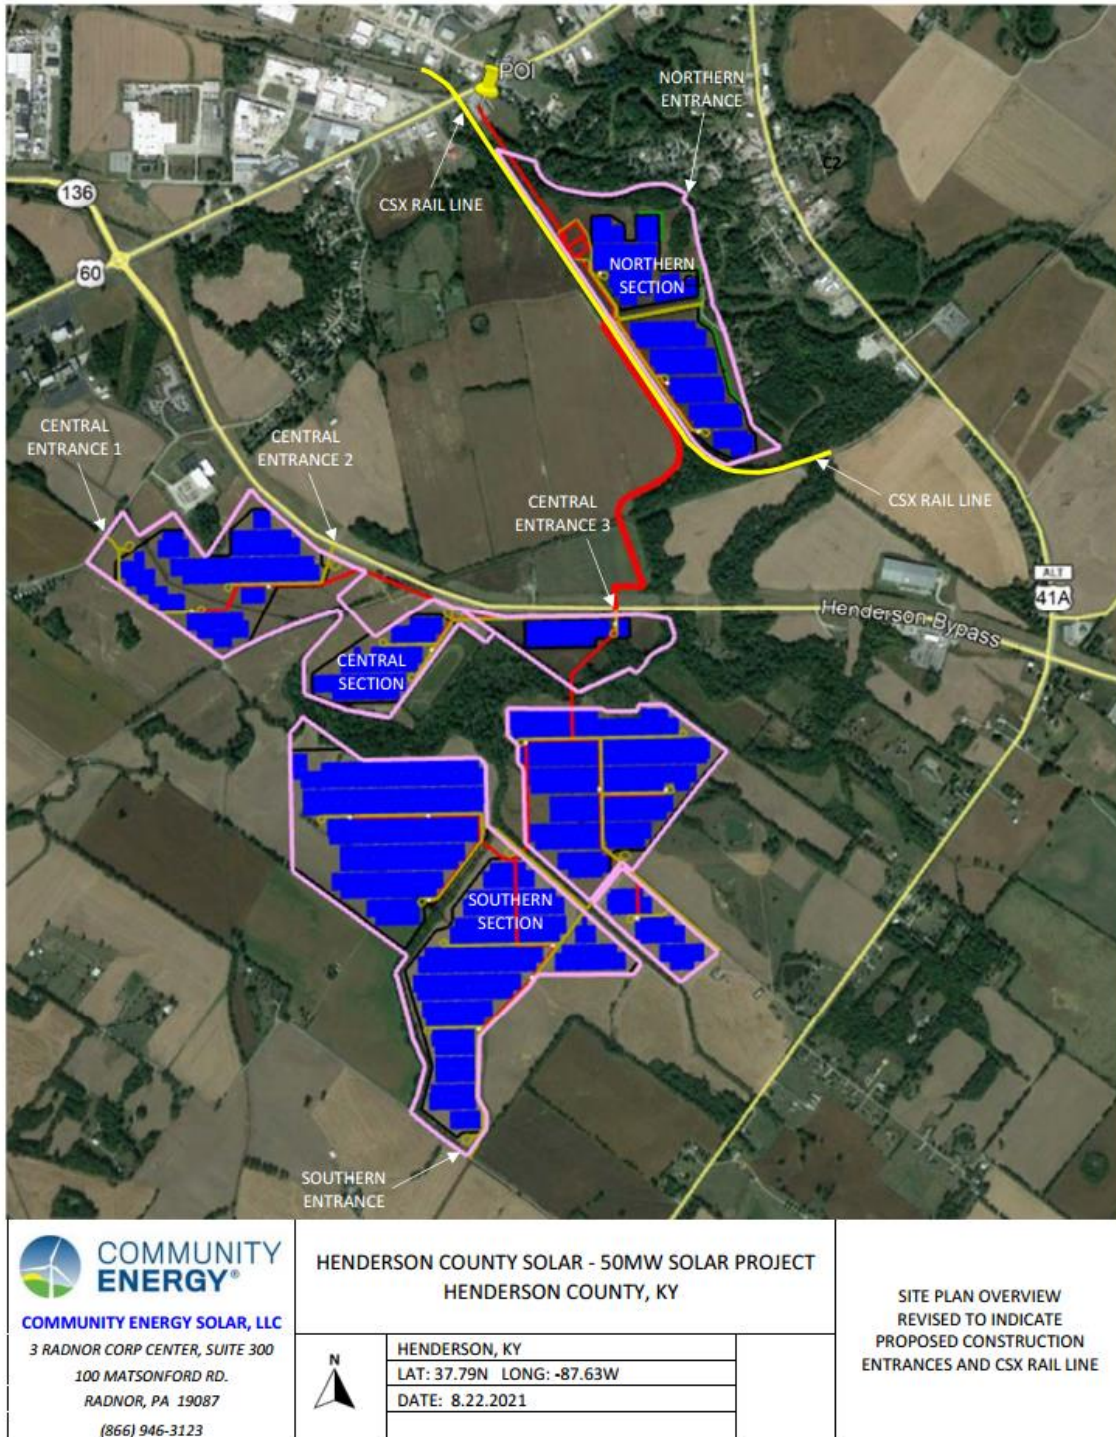 POI
NORTHERN
ENTRANCE
C2
136
CSX RAIL LINE
60
NORTHERN
SECTION
CENTRAL
ENTRANCE 1
CENTRAL
ENTRANCE 2
CENTRAL
ENTRANCE 3
CSX RAIL LINE
ALT
41A
Henderson Bypass
CENTRAL
SECTION
SOUTHERN
SECTION
SOUTHERN
ENTRANCE
COMMUNITY
ENERGY®
COMMUNITY ENERGY SOLAR, LLC
3 RADNOR CORP CENTER, SUITE 300
100 MATSONFORD RD.
RADNOR, PA 19087
(866) 946-3123
HENDERSON COUNTY SOLAR - 50MW SOLAR PROJECT
HENDERSON COUNTY, KY
N
HENDERSON, KY
LAT: 37.79N LONG: -87.63W
DATE: 8.22.2021
SITE PLAN OVERVIEW
REVISED TO INDICATE
PROPOSED CONSTRUCTION
ENTRANCES AND CSX RAIL LINE